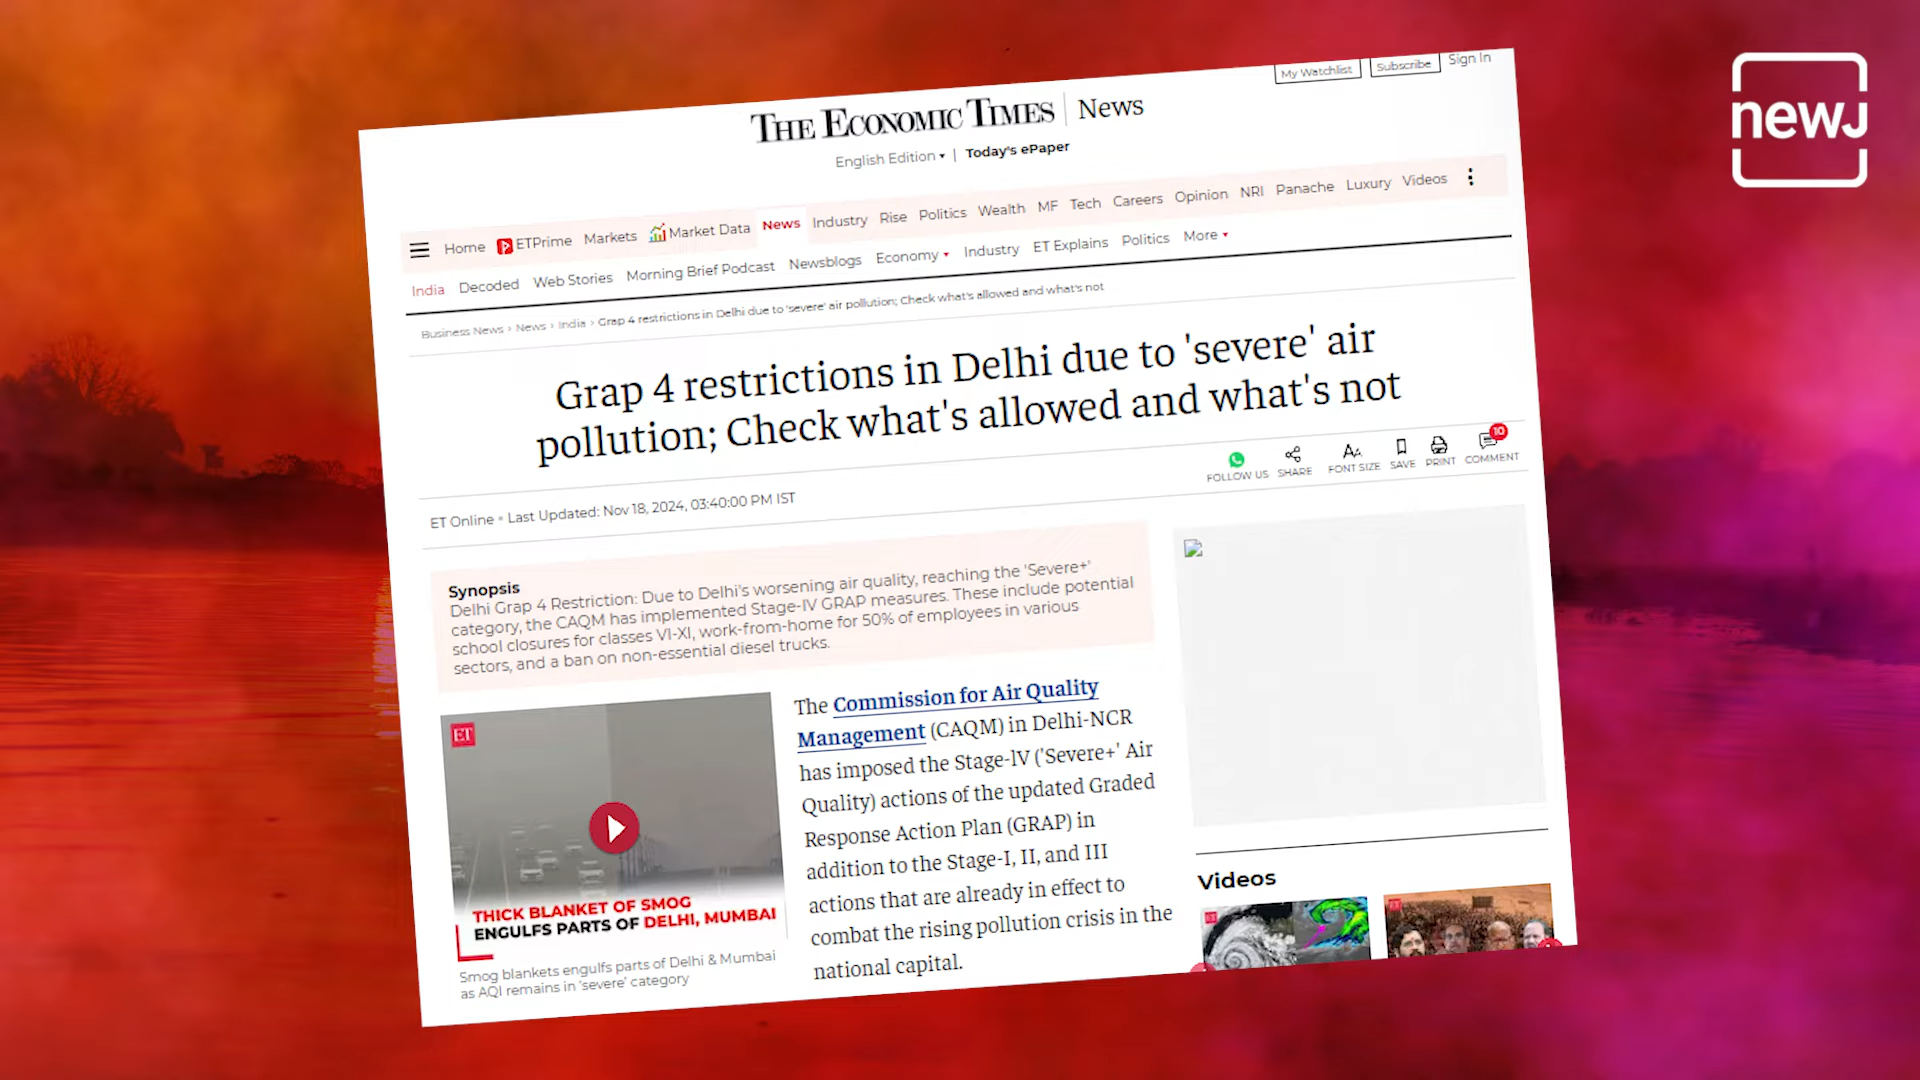 newJ
My Watchlist Subscribe Sign In
THE ECONOMIC TIMES | News
English Edition | Today's ePaper
Home ETPrime Markets Market Data News Industry Rise Politics Wealth MF Tech Careers Opinion NRI Panache Luxury Videos
India Decoded Web Stories Morning Brief Podcast Newsblogs Economy Industry ET Explains Politics More
Business News › News › India › Grap 4 restrictions in Delhi due to 'severe' air pollution; Check what's allowed and what's not
Grap 4 restrictions in Delhi due to 'severe' air
pollution; Check what's allowed and what's not
FOLLOW US SHARE FONT SIZE SAVE PRINT 10 COMMENT
ET Online • Last Updated: Nov 18, 2024, 03:40:00 PM IST
Synopsis
Delhi Grap 4 Restriction: Due to Delhi's worsening air quality, reaching the 'Severe+'
category, the CAQM has implemented Stage-IV GRAP measures. These include potential
school closures for classes VI-XI, work-from-home for 50% of employees in various
sectors, and a ban on non-essential diesel trucks.
ET
THICK BLANKET OF SMOG
ENGULFS PARTS OF DELHI, MUMBAI
Smog blankets engulfs parts of Delhi & Mumbai
as AQI remains in 'severe' category
The Commission for Air Quality
Management (CAQM) in Delhi-NCR
has imposed the Stage-lV ('Severe+' Air
Quality) actions of the updated Graded
Response Action Plan (GRAP) in
addition to the Stage-I, II, and III
actions that are already in effect to
combat the rising pollution crisis in the
national capital.
Videos
ET
ET